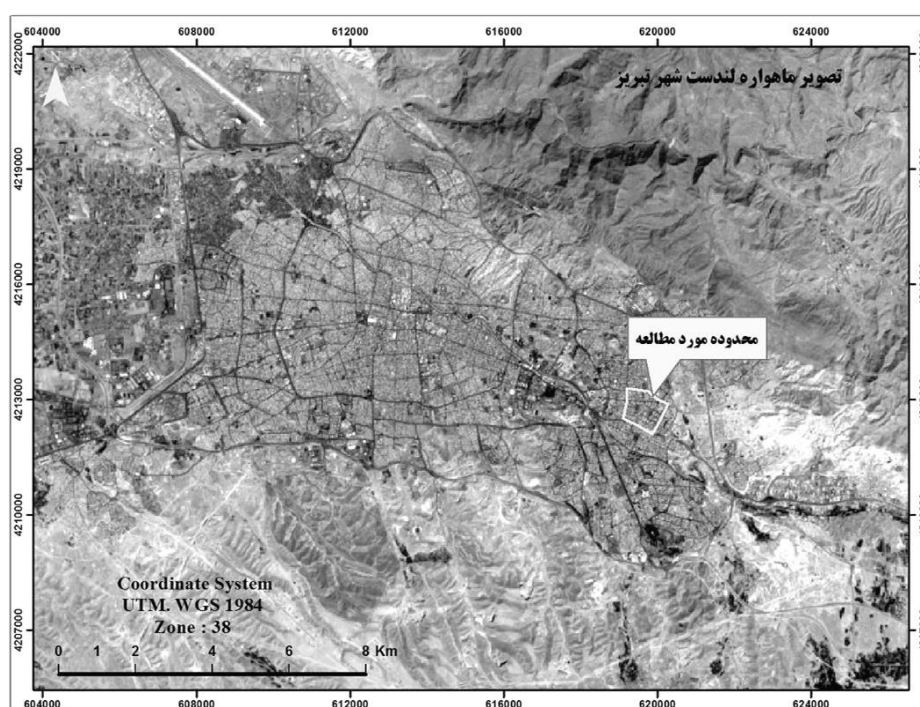 604000 608000 612000 616000 620000 624000
4222000
تصویر ماهواره لندست شهر تبریز
4219000
4216000
محدوده مورد مطالعه
4213000
4210000
Coordinate System
UTM. WGS 1984
Zone : 38
4207000
0 1 2 4 6 8 Km
604000 608000 612000 616000 620000 624000